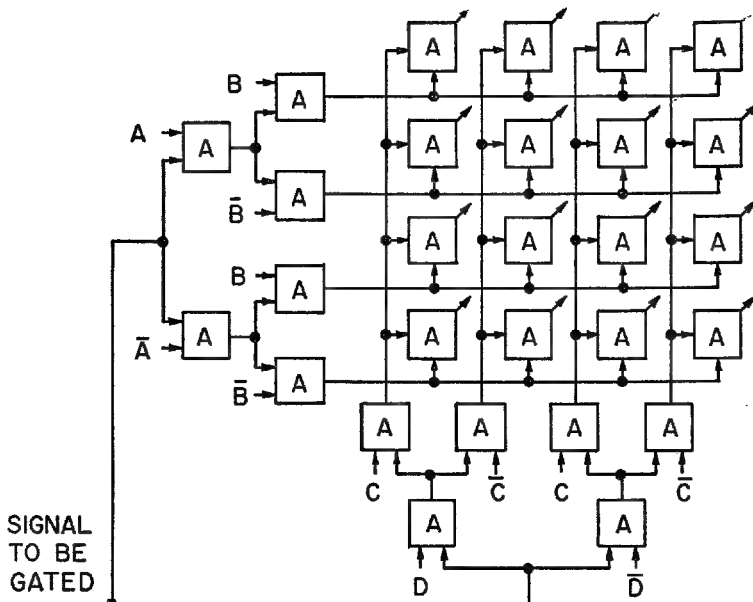 A A A A
B A
A A
A A A A
B̅ A
B A
A A A A
A̅ A
B̅ A
A A A A
A A A A
C C̅ C C̅
SIGNAL
TO BE
GATED
A A
D D̅